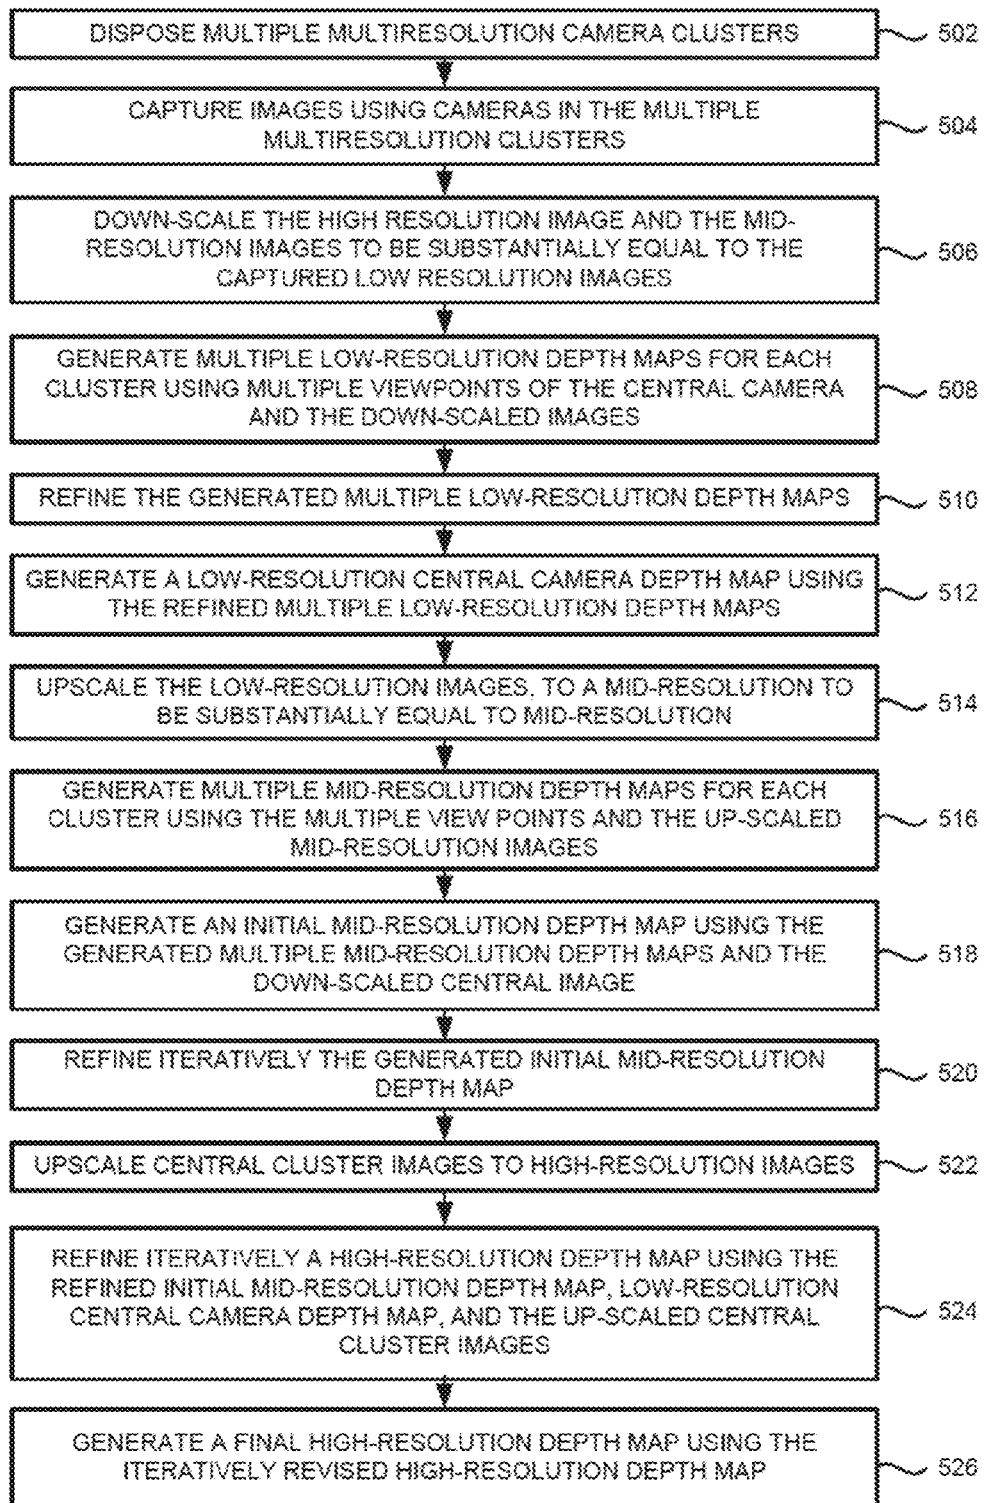 DISPOSE MULTIPLE MULTIRESOLUTION CAMERA CLUSTERS
502
CAPTURE IMAGES USING CAMERAS IN THE MULTIPLE
MULTIRESOLUTION CLUSTERS
504
DOWN-SCALE THE HIGH RESOLUTION IMAGE AND THE MID-
RESOLUTION IMAGES TO BE SUBSTANTIALLY EQUAL TO THE
CAPTURED LOW RESOLUTION IMAGES
506
GENERATE MULTIPLE LOW-RESOLUTION DEPTH MAPS FOR EACH
CLUSTER USING MULTIPLE VIEWPOINTS OF THE CENTRAL CAMERA
AND THE DOWN-SCALED IMAGES
508
REFINE THE GENERATED MULTIPLE LOW-RESOLUTION DEPTH MAPS
510
GENERATE A LOW-RESOLUTION CENTRAL CAMERA DEPTH MAP USING
THE REFINED MULTIPLE LOW-RESOLUTION DEPTH MAPS
512
UPSCALE THE LOW-RESOLUTION IMAGES, TO A MID-RESOLUTION TO
BE SUBSTANTIALLY EQUAL TO MID-RESOLUTION
514
GENERATE MULTIPLE MID-RESOLUTION DEPTH MAPS FOR EACH
CLUSTER USING THE MULTIPLE VIEW POINTS AND THE UP-SCALED
MID-RESOLUTION IMAGES
516
GENERATE AN INITIAL MID-RESOLUTION DEPTH MAP USING THE
GENERATED MULTIPLE MID-RESOLUTION DEPTH MAPS AND THE
DOWN-SCALED CENTRAL IMAGE
518
REFINE ITERATIVELY THE GENERATED INITIAL MID-RESOLUTION
DEPTH MAP
520
UPSCALE CENTRAL CLUSTER IMAGES TO HIGH-RESOLUTION IMAGES
522
REFINE ITERATIVELY A HIGH-RESOLUTION DEPTH MAP USING THE
REFINED INITIAL MID-RESOLUTION DEPTH MAP, LOW-RESOLUTION
CENTRAL CAMERA DEPTH MAP, AND THE UP-SCALED CENTRAL
CLUSTER IMAGES
524
GENERATE A FINAL HIGH-RESOLUTION DEPTH MAP USING THE
ITERATIVELY REVISED HIGH-RESOLUTION DEPTH MAP
526